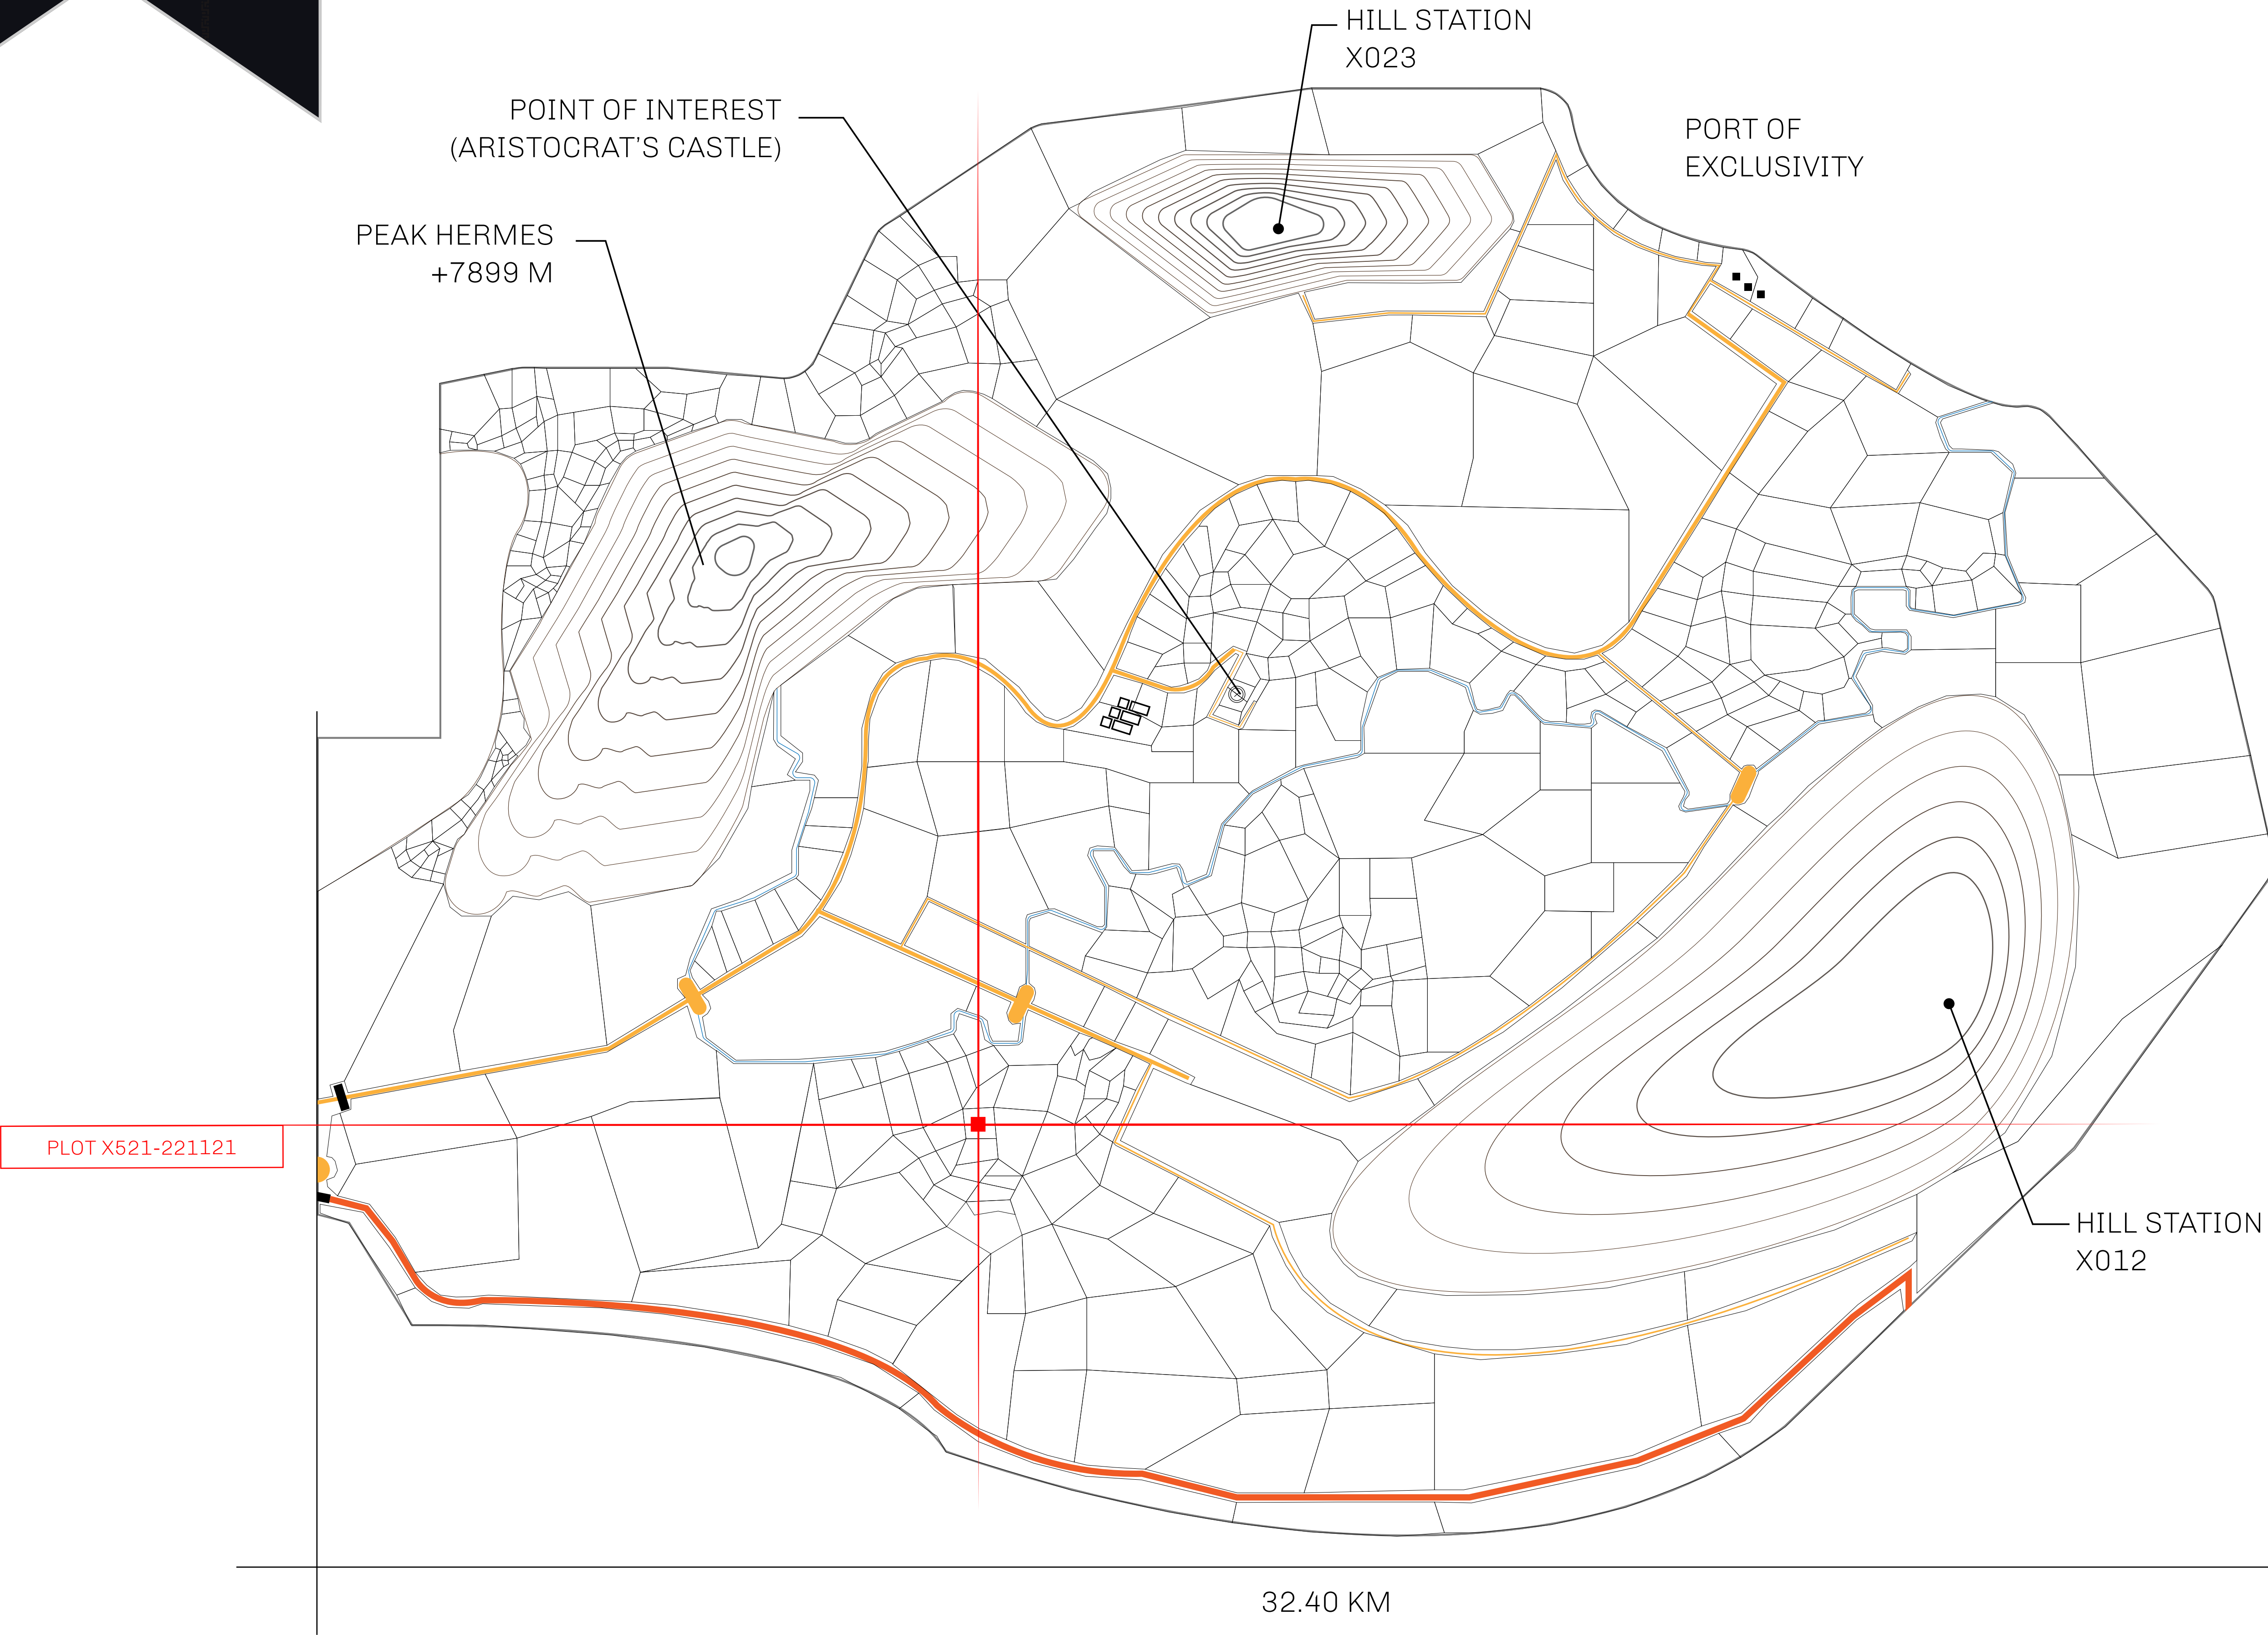 HILL STATION
X023
POINT OF INTEREST
(ARISTOCRAT'S CASTLE)
PORT OF
EXCLUSIVITY
PEAK HERMES
+7899 M
PLOT X521-221121
HILL STATION
X012
32.40 KM